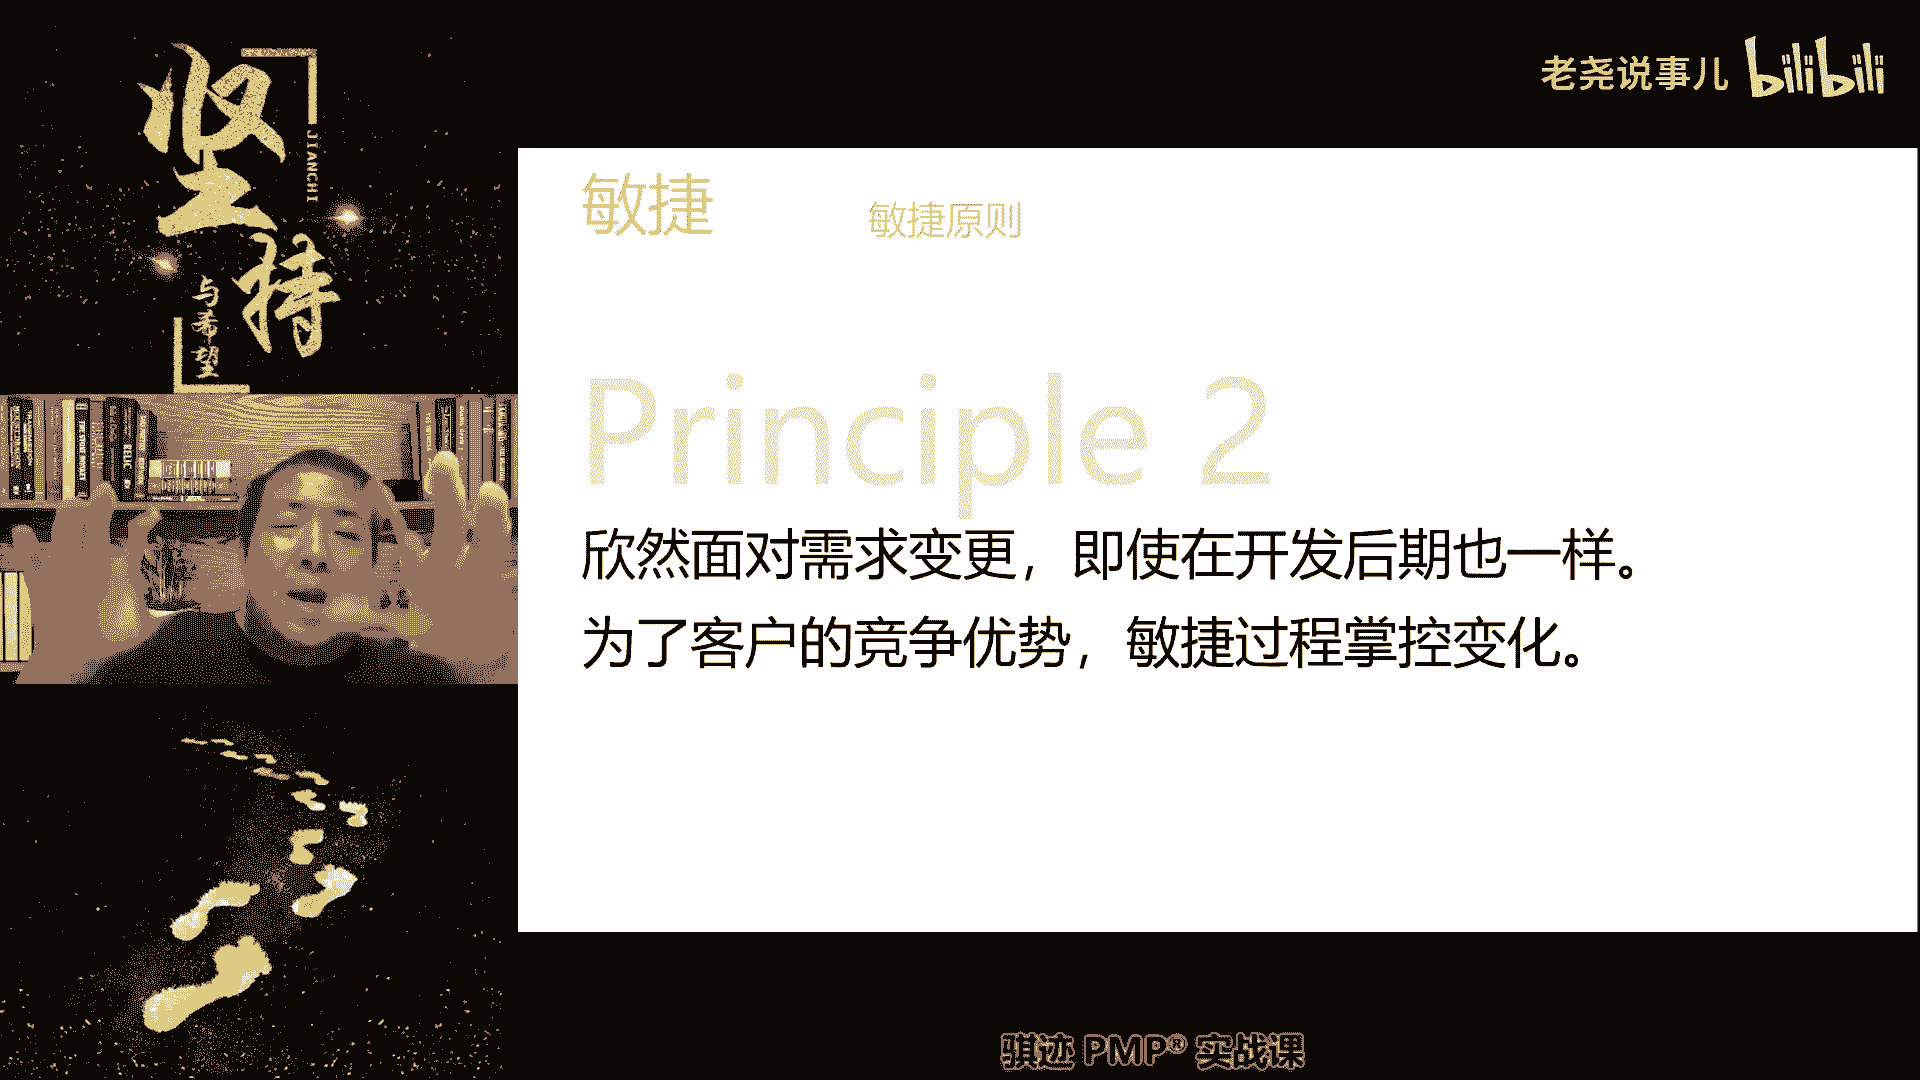 坚持
JIANCHI
与希望
老尧说事儿 bilibili
敏捷
敏捷原则
Principle 2
欣然面对需求变更，即使在开发后期也一样。
为了客户的竞争优势，敏捷过程掌控变化。
骐迹 PMP® 实战课